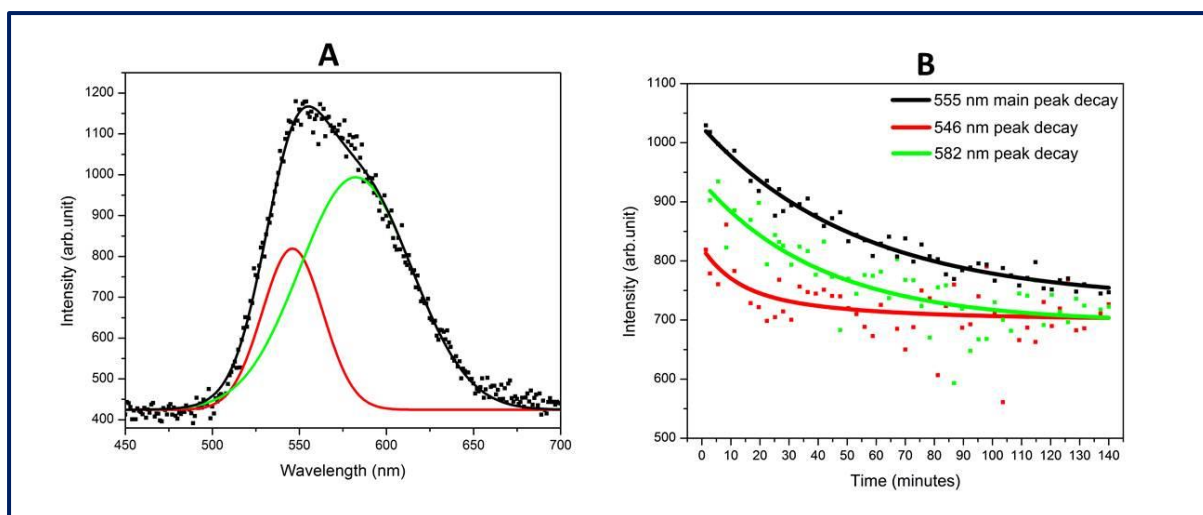 A
1200
1100
1000
900
800
700
600
500
400
450 500 550 600 650 700
Intensity (arb.unit)
Wavelength (nm)
B
1100
1000
900
800
700
600
500
0 10 20 30 40 50 60 70 80 90 100 110 120 130 140
Intensity (arb.unit)
Time (minutes)
555 nm main peak decay
546 nm peak decay
582 nm peak decay